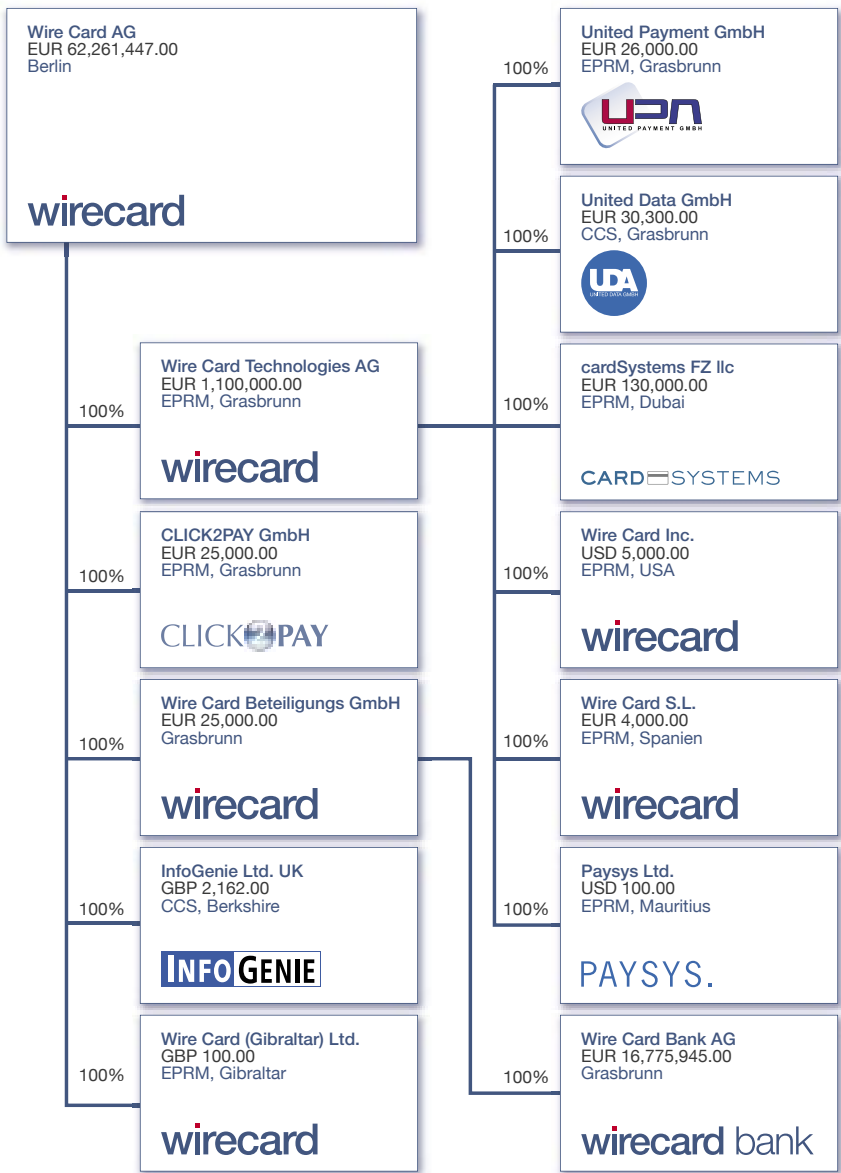 Wire Card AG
EUR 62,261,447.00
Berlin
wirecard
100%
Wire Card Technologies AG
EUR 1,100,000.00
EPRM, Grasbrunn
wirecard
100%
CLICK2PAY GmbH
EUR 25,000.00
EPRM, Grasbrunn
CLICK2PAY
100%
Wire Card Beteiligungs GmbH
EUR 25,000.00
Grasbrunn
wirecard
100%
InfoGenie Ltd. UK
GBP 2,162.00
CCS, Berkshire
INFOGENIE
100%
Wire Card (Gibraltar) Ltd.
GBP 100.00
EPRM, Gibraltar
wirecard
100%
United Payment GmbH
EUR 26,000.00
EPRM, Grasbrunn
UPA
UNITED PAYMENT GMBH
100%
United Data GmbH
EUR 30,300.00
CCS, Grasbrunn
UDA
UNITED DATA GMBH
100%
cardSystems FZ llc
EUR 130,000.00
EPRM, Dubai
CARD SYSTEMS
100%
Wire Card Inc.
USD 5,000.00
EPRM, USA
wirecard
100%
Wire Card S.L.
EUR 4,000.00
EPRM, Spanien
wirecard
100%
Paysys Ltd.
USD 100.00
EPRM, Mauritius
PAYSYS.
100%
Wire Card Bank AG
EUR 16,775,945.00
Grasbrunn
wirecard bank